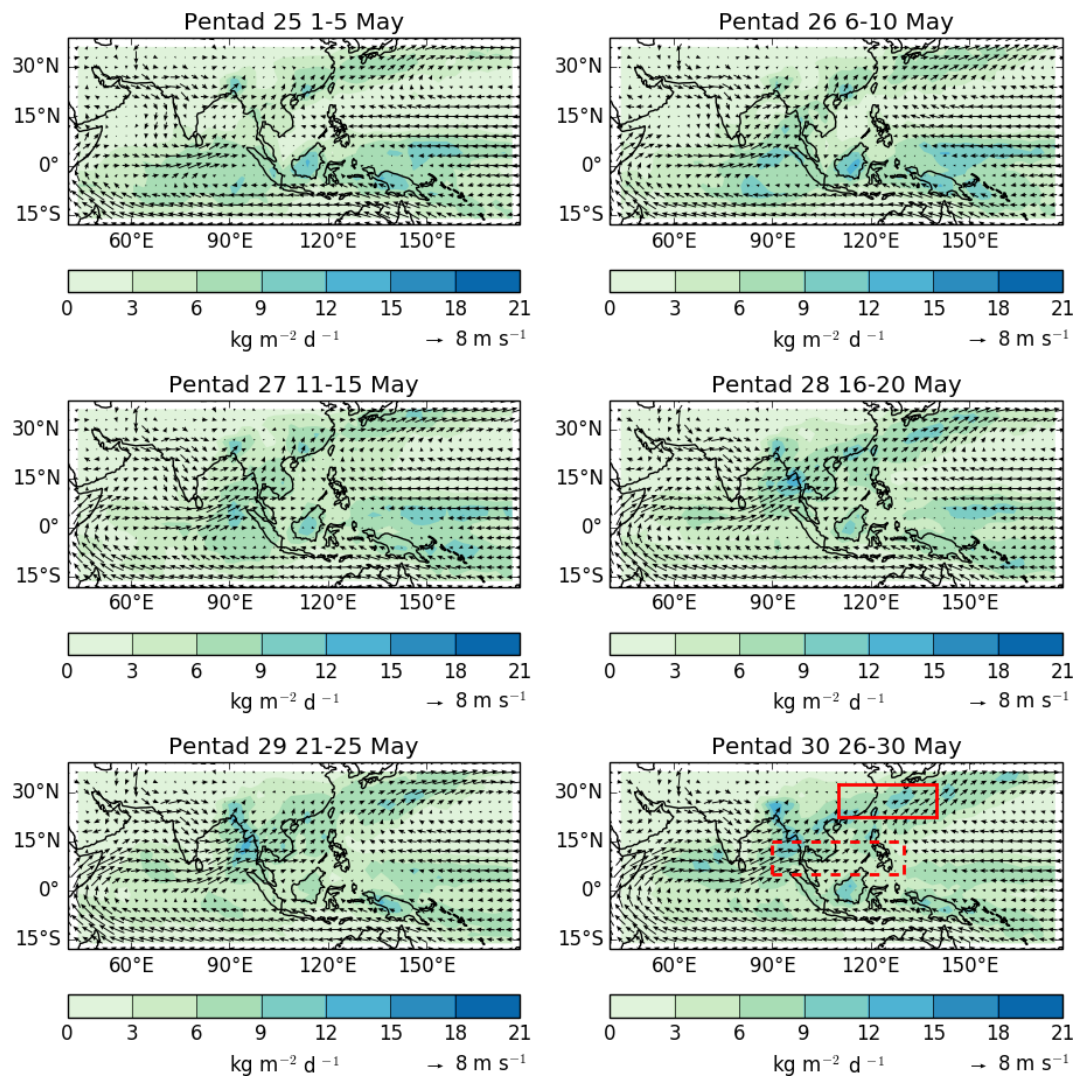 Pentad 25 1-5 May
30°N
15°N
0°
15°S
60°E 90°E 120°E 150°E
0 3 6 9 12 15 18 21
kg m⁻² d ⁻¹ → 8 m s⁻¹
Pentad 26 6-10 May
30°N
15°N
0°
15°S
60°E 90°E 120°E 150°E
0 3 6 9 12 15 18 21
kg m⁻² d ⁻¹ → 8 m s⁻¹
Pentad 27 11-15 May
30°N
15°N
0°
15°S
60°E 90°E 120°E 150°E
0 3 6 9 12 15 18 21
kg m⁻² d ⁻¹ → 8 m s⁻¹
Pentad 28 16-20 May
30°N
15°N
0°
15°S
60°E 90°E 120°E 150°E
0 3 6 9 12 15 18 21
kg m⁻² d ⁻¹ → 8 m s⁻¹
Pentad 29 21-25 May
30°N
15°N
0°
15°S
60°E 90°E 120°E 150°E
0 3 6 9 12 15 18 21
kg m⁻² d ⁻¹ → 8 m s⁻¹
Pentad 30 26-30 May
30°N
15°N
0°
15°S
60°E 90°E 120°E 150°E
0 3 6 9 12 15 18 21
kg m⁻² d ⁻¹ → 8 m s⁻¹